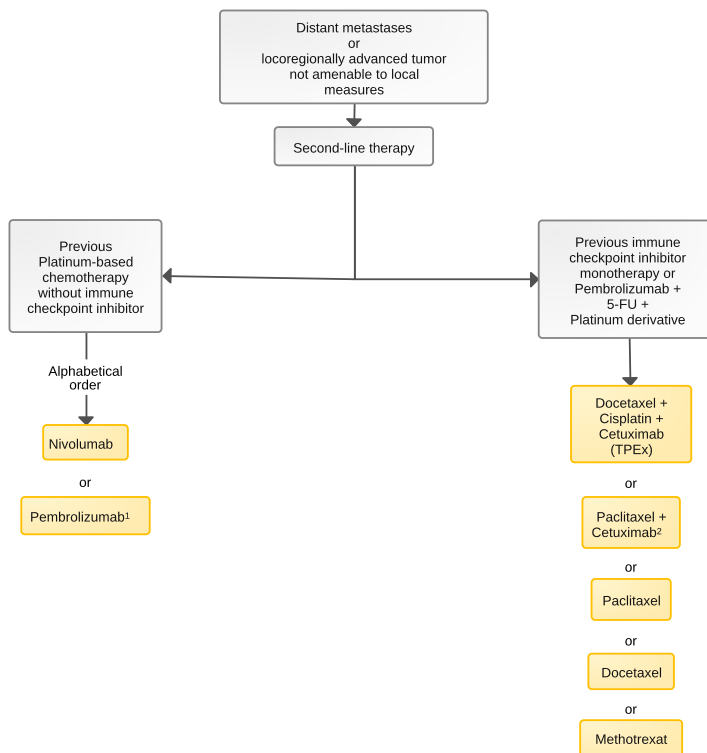 Distant metastases
or
locoregionally advanced tumor
not amenable to local
measures
Second-line therapy
Previous
Platinum-based
chemotherapy
without immune
checkpoint inhibitor
Alphabetical
order
Nivolumab
or
Pembrolizumab¹
Previous immune
checkpoint inhibitor
monotherapy or
Pembrolizumab +
5-FU +
Platinum derivative
Docetaxel +
Cisplatin +
Cetuximab
(TPEx)
or
Paclitaxel +
Cetuximab²
or
Paclitaxel
or
Docetaxel
or
Methotrexat